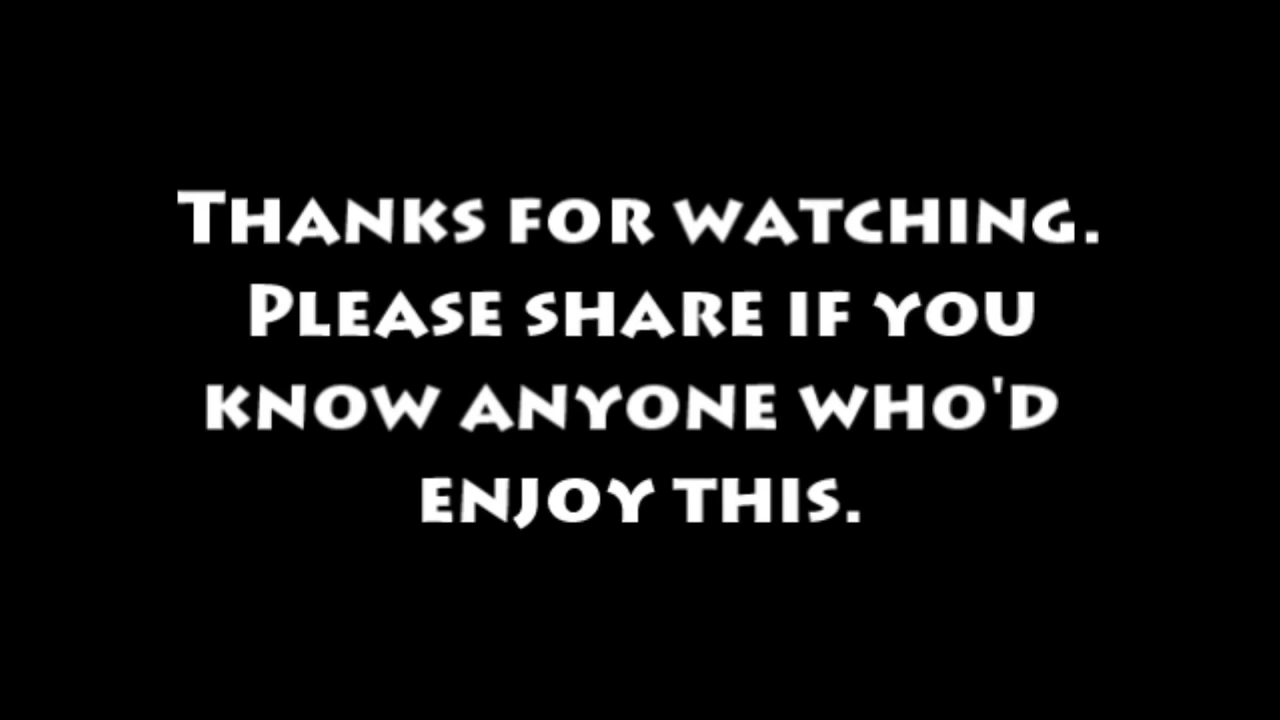 Thanks for watching.
Please share if you
know anyone who'd
enjoy this.